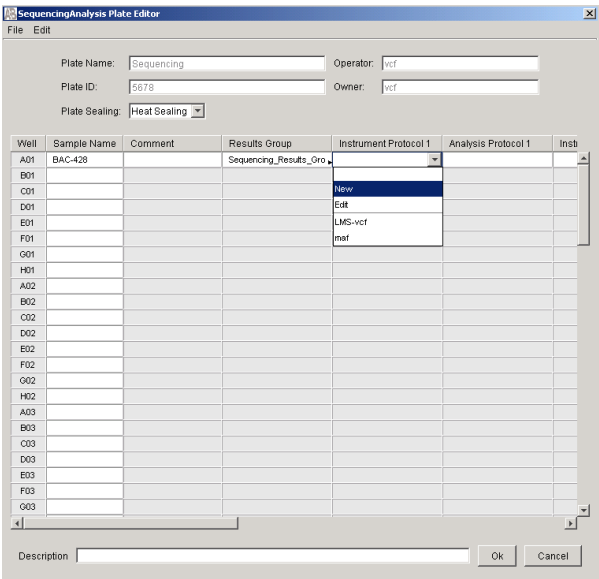 SequencingAnalysis Plate Editor
File Edit
Plate Name: Sequencing Operator: vcf
Plate ID: 5678 Owner: vcf
Plate Sealing: Heat Sealing
Well Sample Name Comment Results Group Instrument Protocol 1 Analysis Protocol 1 Instr
A01 BAC-428 Sequencing_Results_Gro
B01
C01 New
D01 Edit
E01 LMS-vcf
F01 maf
G01
H01
A02
B02
C02
D02
E02
F02
G02
H02
A03
B03
C03
D03
E03
F03
G03
Description Ok Cancel